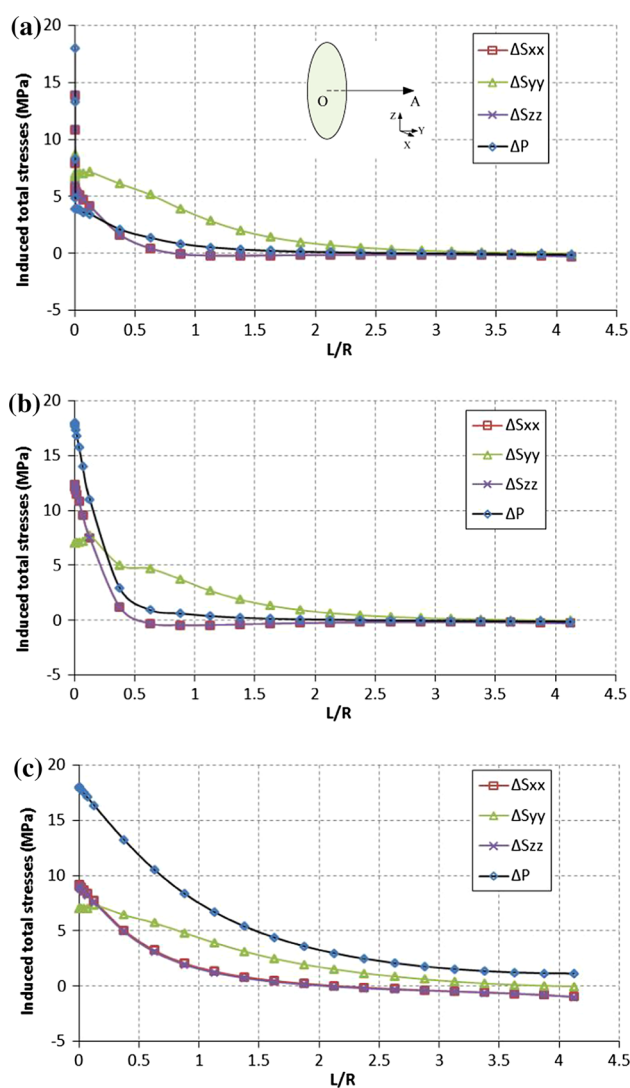 (a)
Induced total stresses (MPa)
20
15
10
5
0
-5
0 0.5 1 1.5 2 2.5 3 3.5 4 4.5
L/R
O
A
Z
Y
X
ΔSxx
ΔSyy
ΔSzz
ΔP
(b)
Induced total stresses (MPa)
20
15
10
5
0
-5
0 0.5 1 1.5 2 2.5 3 3.5 4 4.5
L/R
ΔSxx
ΔSyy
ΔSzz
ΔP
(c)
Induced total stresses (MPa)
20
15
10
5
0
-5
0 0.5 1 1.5 2 2.5 3 3.5 4 4.5
L/R
ΔSxx
ΔSyy
ΔSzz
ΔP